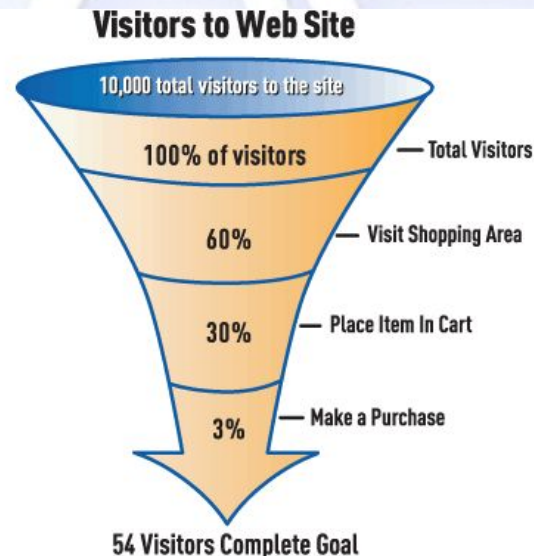 Visitors to Web Site
10,000 total visitors to the site
100% of visitors
Total Visitors
60%
Visit Shopping Area
30%
Place Item In Cart
3%
Make a Purchase
54 Visitors Complete Goal